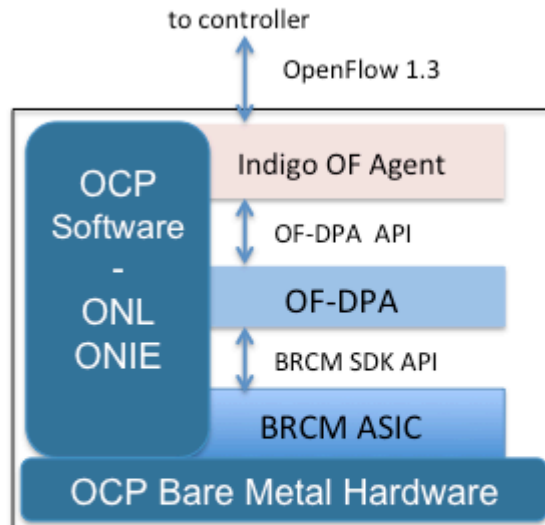 to controller
OpenFlow 1.3
Indigo OF Agent
OCP
Software
-
ONL
ONIE
OF-DPA API
OF-DPA
BRCM SDK API
BRCM ASIC
OCP Bare Metal Hardware